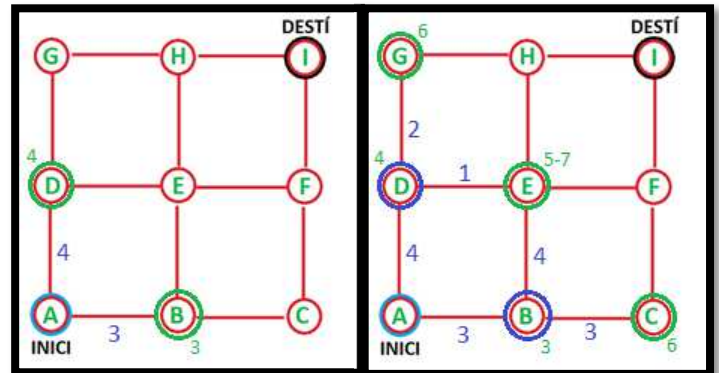 DESTÍ
G H I
4
D E F
4
A B C
INICI 3 3
DESTÍ
6
G H I
2
4 5-7
D 1 E F
4 4
A 3 B 3 C
INICI 3 6